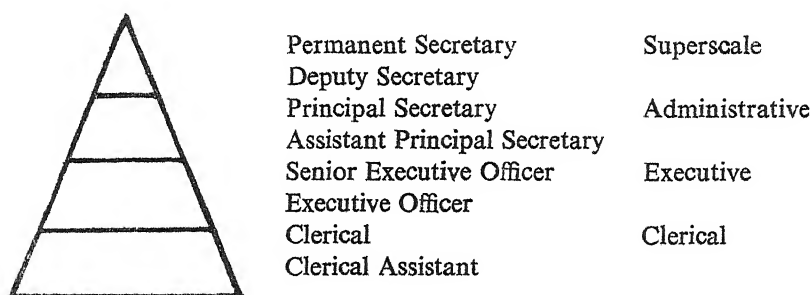 Permanent Secretary Superscale
Deputy Secretary
Principal Secretary Administrative
Assistant Principal Secretary
Senior Executive Officer Executive
Executive Officer
Clerical Clerical
Clerical Assistant